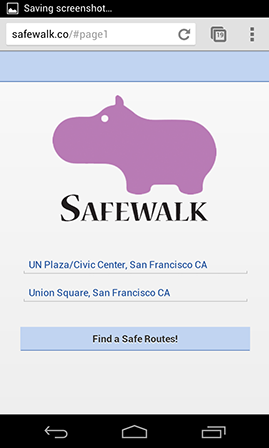 Saving screenshot...
safewalk.co/#page1
19
SAFEWALK
UN Plaza/Civic Center, San Francisco CA
Union Square, San Francisco CA
Find a Safe Routes!